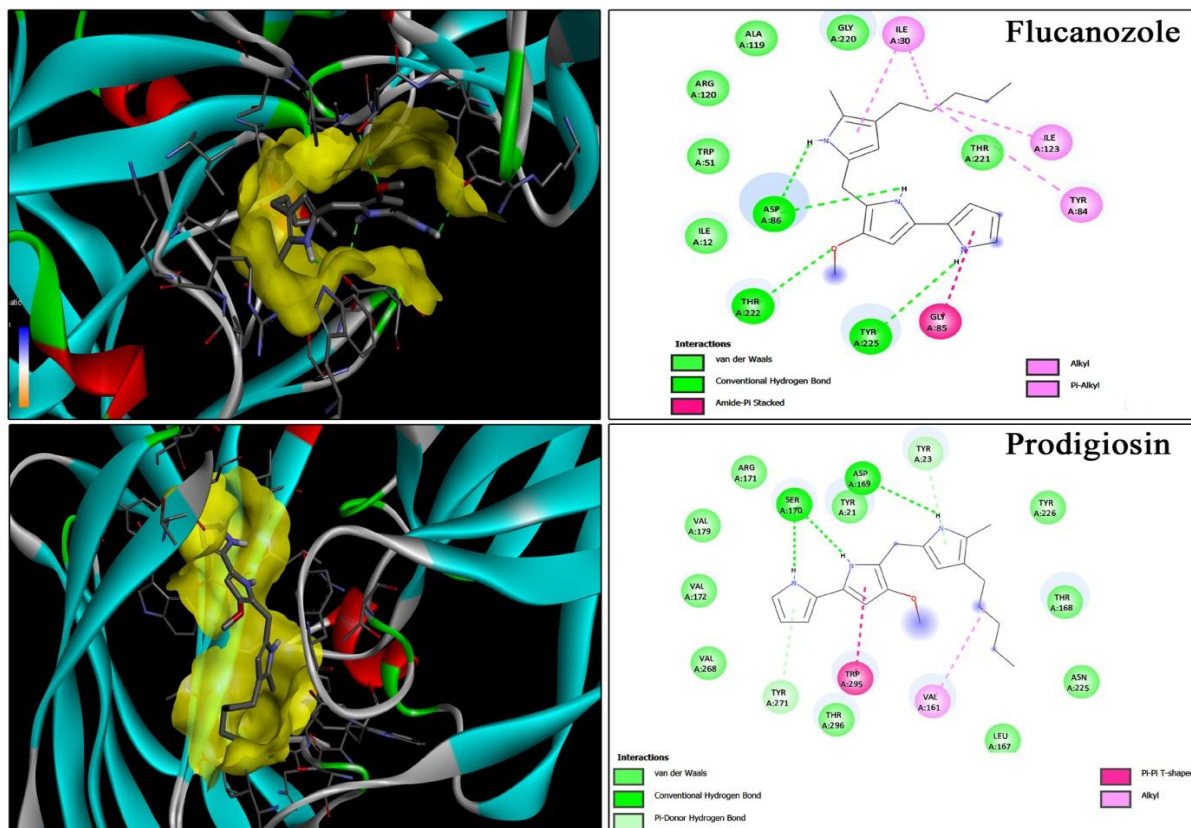 Flucanozole
ALA
A:119
GLY
A:220
ILE
A:30
ARG
A:120
TRP
A:51
THR
A:221
ILE
A:123
TYR
A:84
ASP
A:86
ILE
A:12
THR
A:222
TYR
A:225
GLY
A:85
H
N
H
N
H
N
O
Interactions
van der Waals
Conventional Hydrogen Bond
Amide-Pi Stacked
Alkyl
Pi-Alkyl
Prodigiosin
TYR
A:23
ARG
A:171
ASP
A:169
SER
A:170
TYR
A:21
TYR
A:226
VAL
A:179
VAL
A:172
THR
A:168
VAL
A:268
TRP
A:295
ASN
A:225
TYR
A:271
THR
A:296
VAL
A:161
LEU
A:167
H
N
H
N
H
N
O
Interactions
van der Waals
Conventional Hydrogen Bond
Pi-Donor Hydrogen Bond
Pi-Pi T-shaped
Alkyl